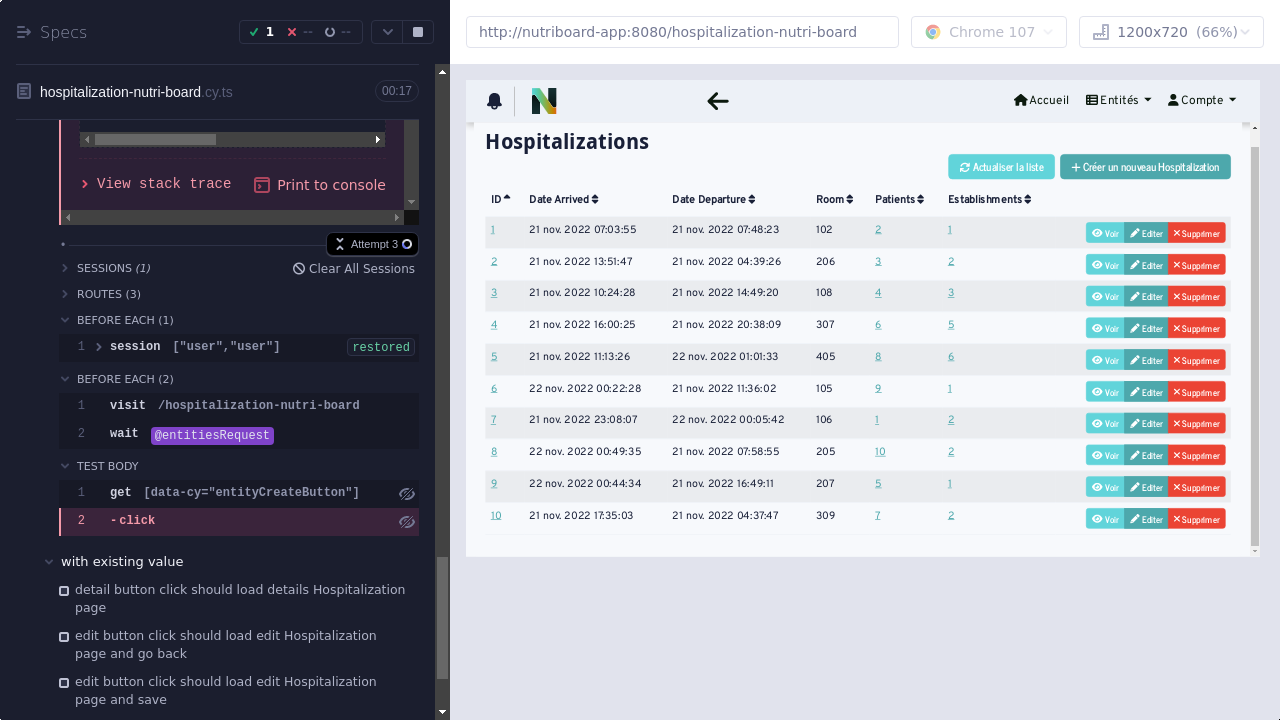 Specs
1
--
--
http://nutriboard-app:8080/hospitalization-nutri-board
Chrome 107
1200x720 (66%)
hospitalization-nutri-board.cy.ts
00:17
View stack trace
Print to console
Attempt 3
SESSIONS (1)
Clear All Sessions
ROUTES (3)
BEFORE EACH (1)
1 session ["user","user"] restored
BEFORE EACH (2)
1 visit /hospitalization-nutri-board
2 wait @entitiesRequest
TEST BODY
1 get [data-cy="entityCreateButton"]
2 -click
with existing value
detail button click should load details Hospitalization
page
edit button click should load edit Hospitalization
page and go back
edit button click should load edit Hospitalization
page and save
N
Accueil Entités Compte
Hospitalizations
Actualiser la liste
Créer un nouveau Hospitalization
ID Date Arrived Date Departure Room Patients Establishments
1 21 nov. 2022 07:03:55 21 nov. 2022 07:48:23 102 2 1 Voir Editer Supprimer
2 21 nov. 2022 13:51:47 21 nov. 2022 04:39:26 206 3 2 Voir Editer Supprimer
3 21 nov. 2022 10:24:28 21 nov. 2022 14:49:20 108 4 3 Voir Editer Supprimer
4 21 nov. 2022 16:00:25 21 nov. 2022 20:38:09 307 6 5 Voir Editer Supprimer
5 21 nov. 2022 11:13:26 22 nov. 2022 01:01:33 405 8 6 Voir Editer Supprimer
6 22 nov. 2022 00:22:28 21 nov. 2022 11:36:02 105 9 1 Voir Editer Supprimer
7 21 nov. 2022 23:08:07 22 nov. 2022 00:05:42 106 1 2 Voir Editer Supprimer
8 22 nov. 2022 00:49:35 21 nov. 2022 07:58:55 205 10 2 Voir Editer Supprimer
9 22 nov. 2022 00:44:34 21 nov. 2022 16:49:11 207 5 1 Voir Editer Supprimer
10 21 nov. 2022 17:35:03 21 nov. 2022 04:37:47 309 7 2 Voir Editer Supprimer